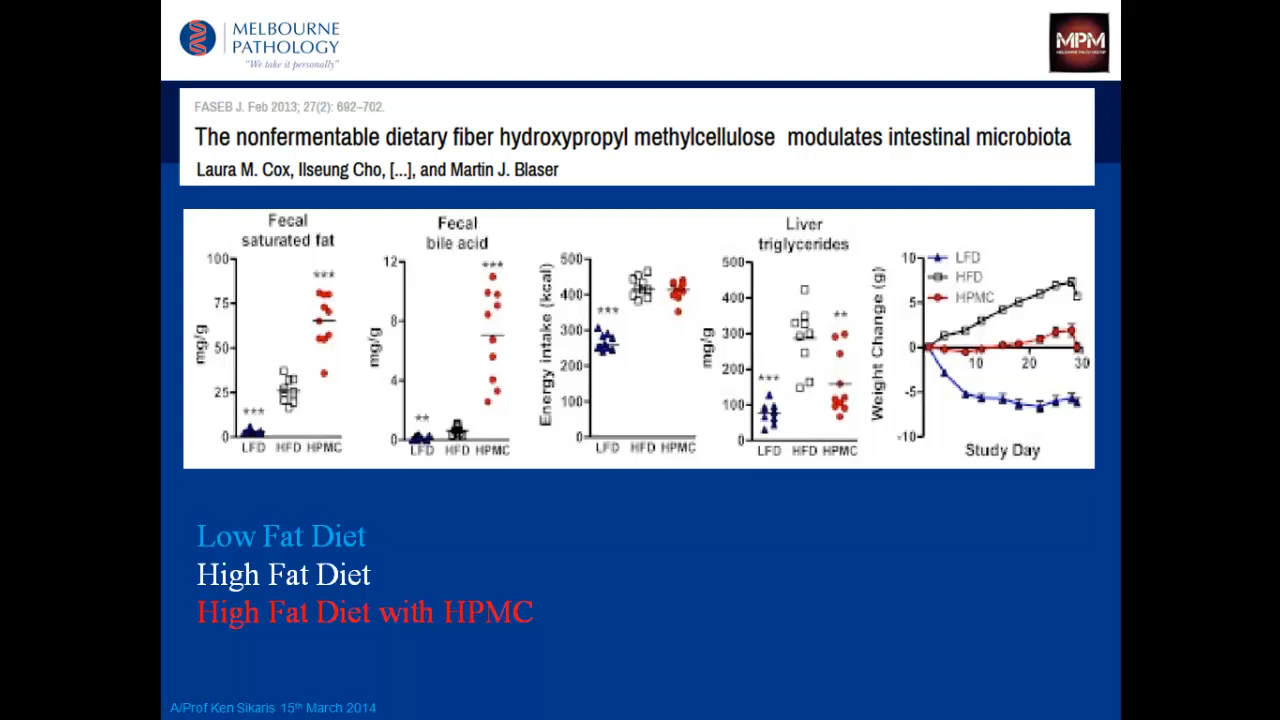 MELBOURNE
PATHOLOGY
"We take it personally"
MPM
FASEB J. Feb 2013; 27(2): 692–702.
The nonfermentable dietary fiber hydroxypropyl methylcellulose modulates intestinal microbiota
Laura M. Cox, Ilseung Cho, [...], and Martin J. Blaser
Fecal
saturated fat
100
75
50
25
0
mg/g
***
***
LFD HFD HPMC
Fecal
bile acid
12
8
4
0
mg/g
**
***
LFD HFD HPMC
500
400
300
200
100
0
Energy intake (kcal)
***
LFD HFD HPMC
Liver
triglycerides
500
400
300
200
100
0
mg/g
***
**
LFD HFD HPMC
10
5
0
-5
-10
Weight Change (g)
LFD
HFD
HPMC
10 20 30
Study Day
Low Fat Diet
High Fat Diet
High Fat Diet with HPMC
A/Prof Ken Sikaris 15th March 2014